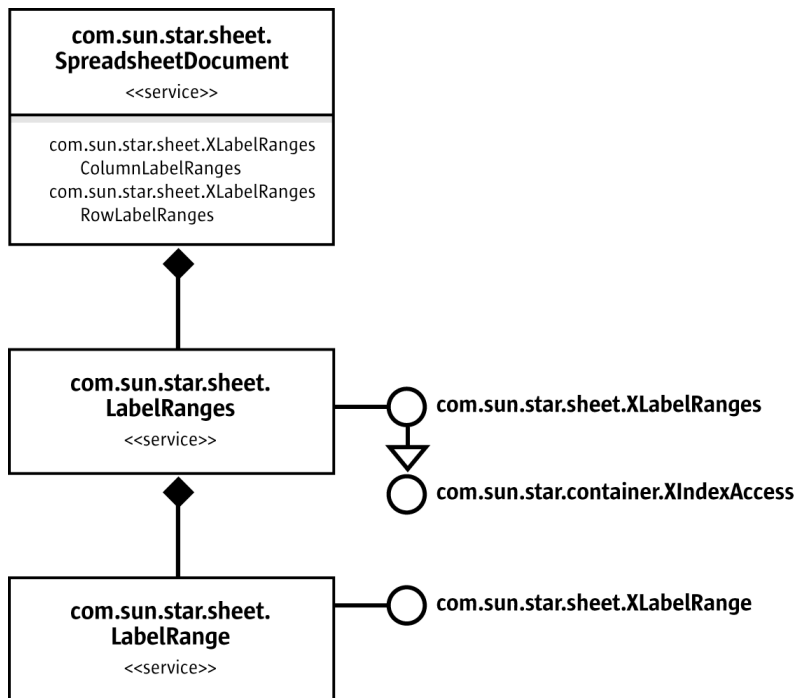 com.sun.star.sheet.
SpreadsheetDocument
<<service>>
com.sun.star.sheet.XLabelRanges
ColumnLabelRanges
com.sun.star.sheet.XLabelRanges
RowLabelRanges
com.sun.star.sheet.
LabelRanges
<<service>>
com.sun.star.sheet.XLabelRanges
com.sun.star.container.XIndexAccess
com.sun.star.sheet.
LabelRange
<<service>>
com.sun.star.sheet.XLabelRange